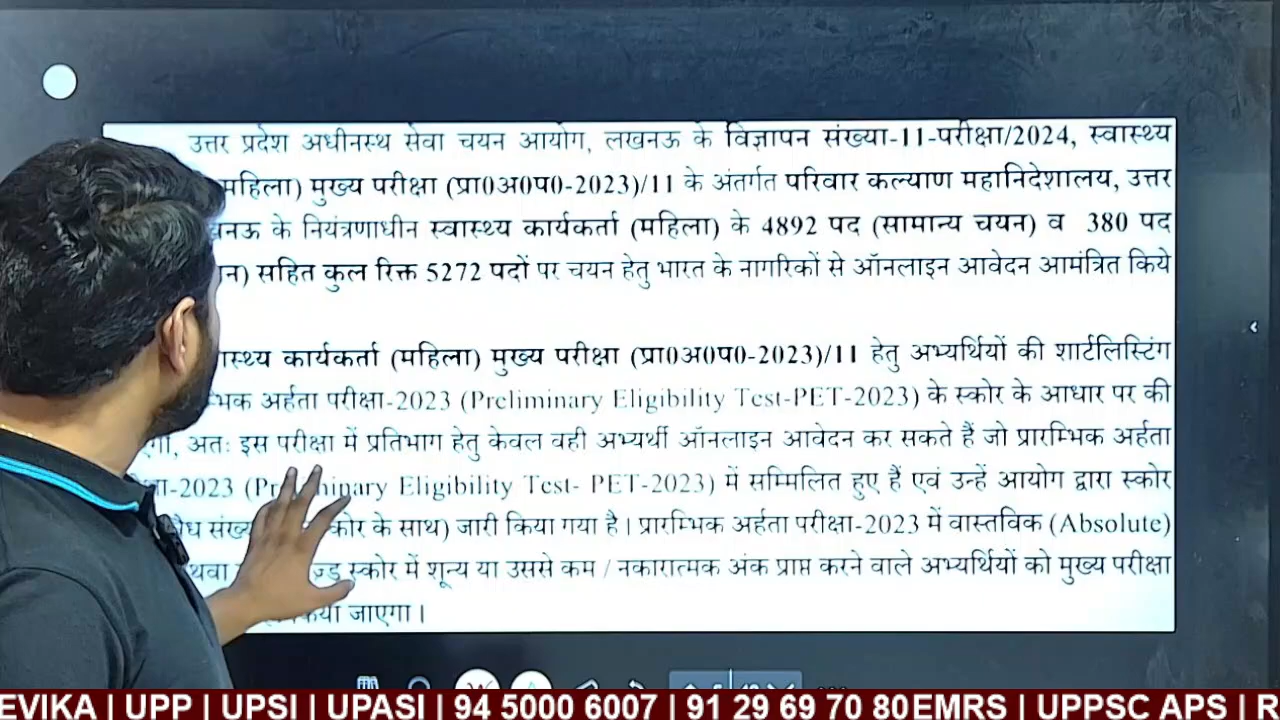 उत्तर प्रदेश अधीनस्थ सेवा चयन आयोग, लखनऊ के विज्ञापन संख्या-11-परीक्षा/2024, स्वास्थ्य
महिला) मुख्य परीक्षा (प्रा0अ0प0-2023)/11 के अंतर्गत परिवार कल्याण महानिदेशालय, उत्तर
के नियंत्रणाधीन स्वास्थ्य कार्यकर्ता (महिला) के 4892 पद (सामान्य चयन) व 380 पद
सहित कुल रिक्त 5272 पदों पर चयन हेतु भारत के नागरिकों से ऑनलाइन आवेदन आमंत्रित किये
कार्यकर्ता (महिला) मुख्य परीक्षा (प्रा0अ0प0-2023)/11 हेतु अभ्यर्थियों की शार्टलिस्टिंग
अर्हता परीक्षा-2023 (Preliminary Eligibility Test-PET-2023) के स्कोर के आधार पर की
अतः इस परीक्षा में प्रतिभाग हेतु केवल वही अभ्यर्थी ऑनलाइन आवेदन कर सकते हैं जो प्रारम्भिक अर्हता
-2023 Eligibility Test- PET-2023) में सम्मिलित हुए हैं एवं उन्हें आयोग द्वारा स्कोर
के साथ) जारी किया गया है। प्रारम्भिक अर्हता परीक्षा-2023 में वास्तविक (Absolute)
स्कोर में शून्य या उससे कम / नकारात्मक अंक प्राप्त करने वाले अभ्यर्थियों को मुख्य परीक्षा
जाएगा।
EVIKA | UPP | UPSI | UPASI | 94 5000 6007 | 91 29 69 70 80EMRS | UPPSC APS | R